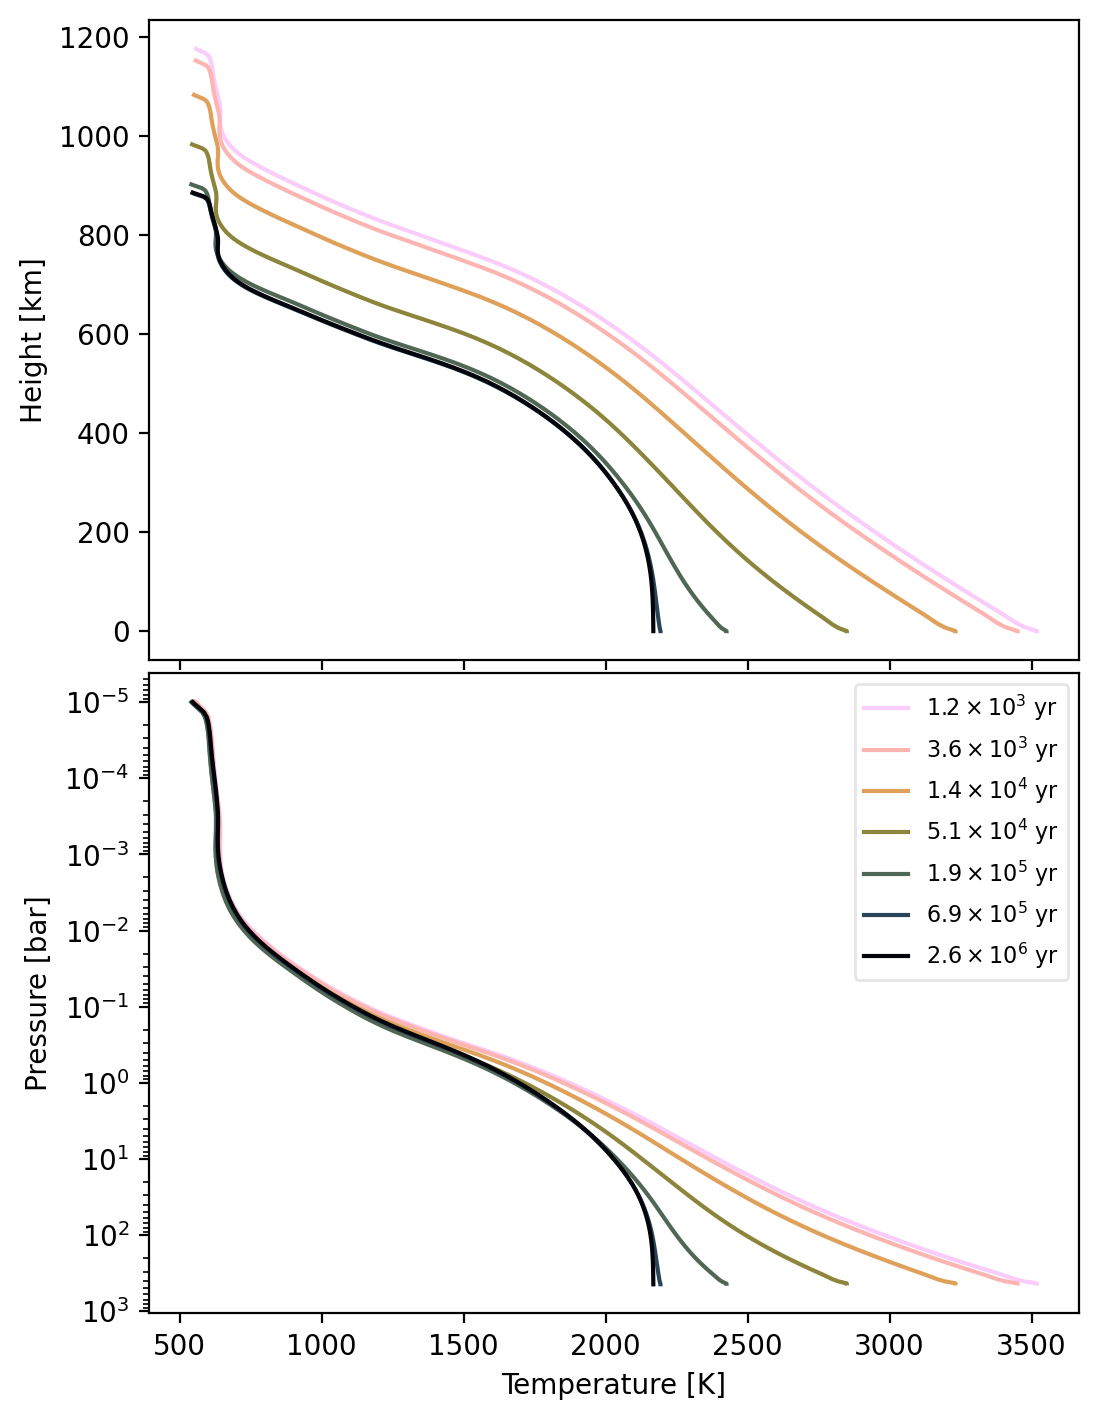 1200
1000
800
600
400
200
0
Height [km]
10⁻⁵
10⁻⁴
10⁻³
10⁻²
10⁻¹
10⁰
10¹
10²
10³
Pressure [bar]
1.2 × 10³ yr
3.6 × 10³ yr
1.4 × 10⁴ yr
5.1 × 10⁴ yr
1.9 × 10⁵ yr
6.9 × 10⁵ yr
2.6 × 10⁶ yr
500 1000 1500 2000 2500 3000 3500
Temperature [K]